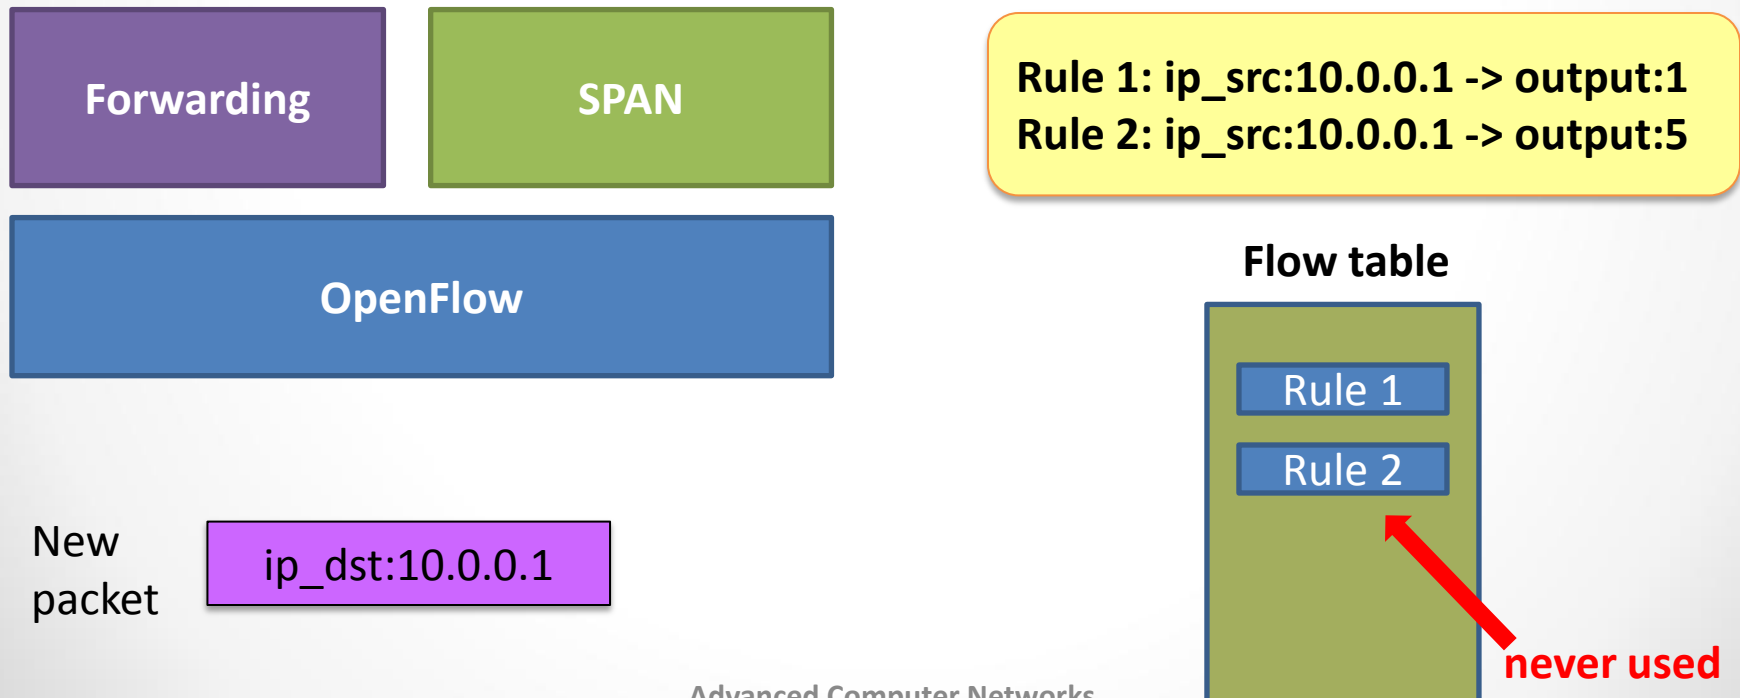 Forwarding
SPAN
Rule 1: ip_src:10.0.0.1 -> output:1
Rule 2: ip_src:10.0.0.1 -> output:5
OpenFlow
Flow table
Rule 1
Rule 2
New
packet
ip_dst:10.0.0.1
never used
Advanced Computer Networks